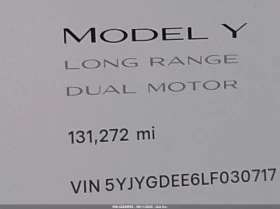 MODEL Y
LONG RANGE
DUAL MOTOR
131,272 mi
VIN 5YJYGDEE6LF030717